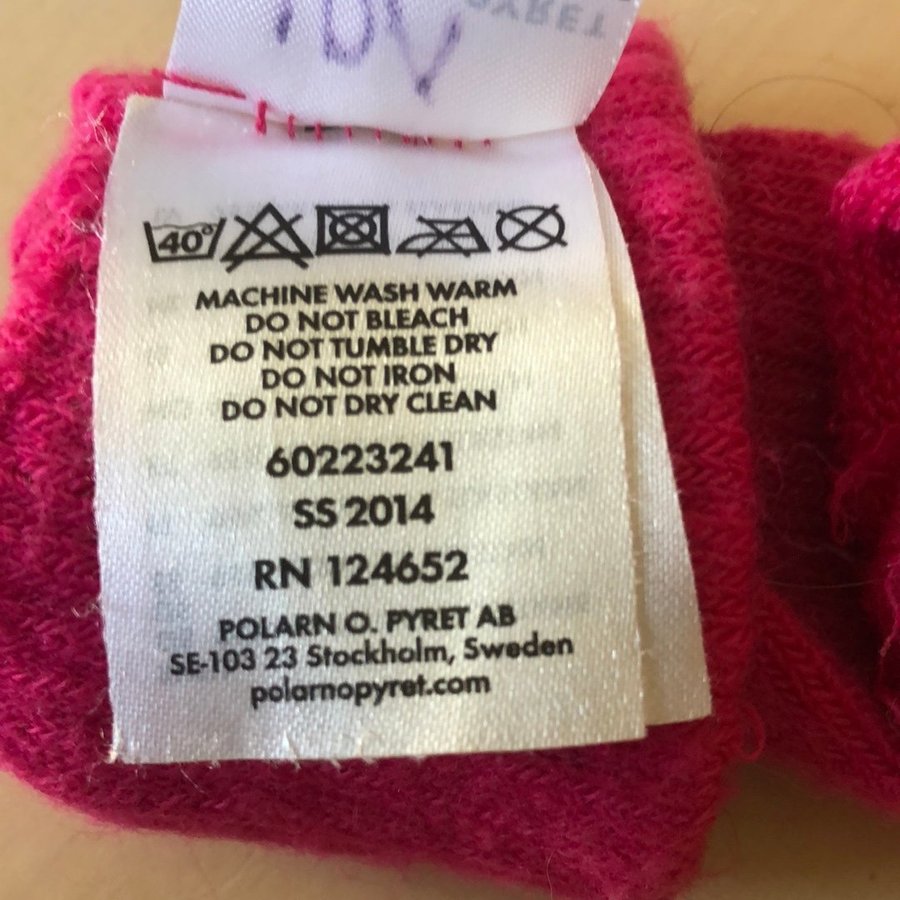 40°
MACHINE WASH WARM
DO NOT BLEACH
DO NOT TUMBLE DRY
DO NOT IRON
DO NOT DRY CLEAN
60223241
SS 2014
RN 124652
POLARN O. PYRET AB
SE-103 23 Stockholm, Sweden
polarnopyret.com